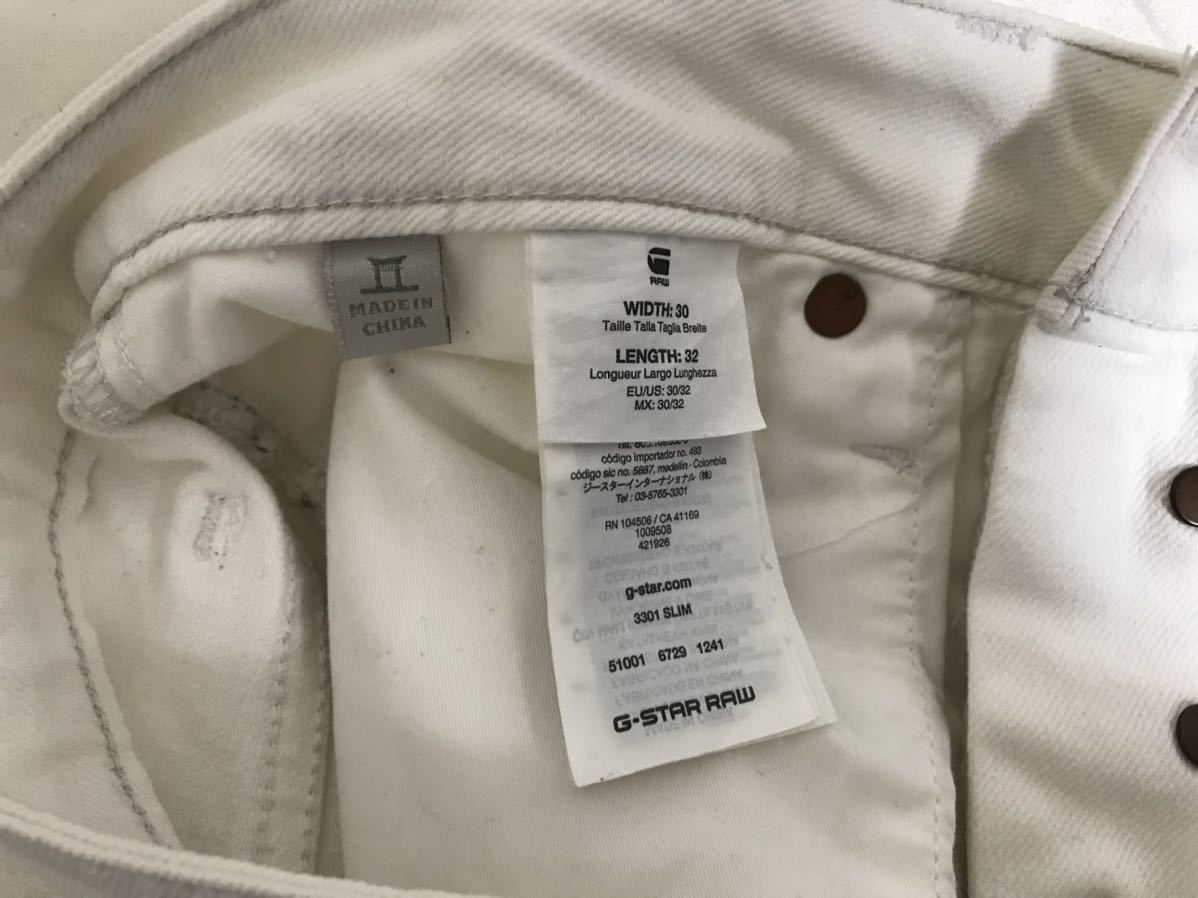 MADE IN
CHINA
RAW
WIDTH: 30
Taille Talla Taglia Breite
LENGTH: 32
Longueur Largo Lunghezza
EU/US: 30/32
MX: 30/32
código importador no. 483
código sic no. 5887, medellin - Colombia
ジースターインターナショナル (株)
Tel : 03-5765-3301
RN 104506 / CA 41169
1009508
421926
g-star.com
3301 SLIM
51001 6729 1241
G-STAR RAW